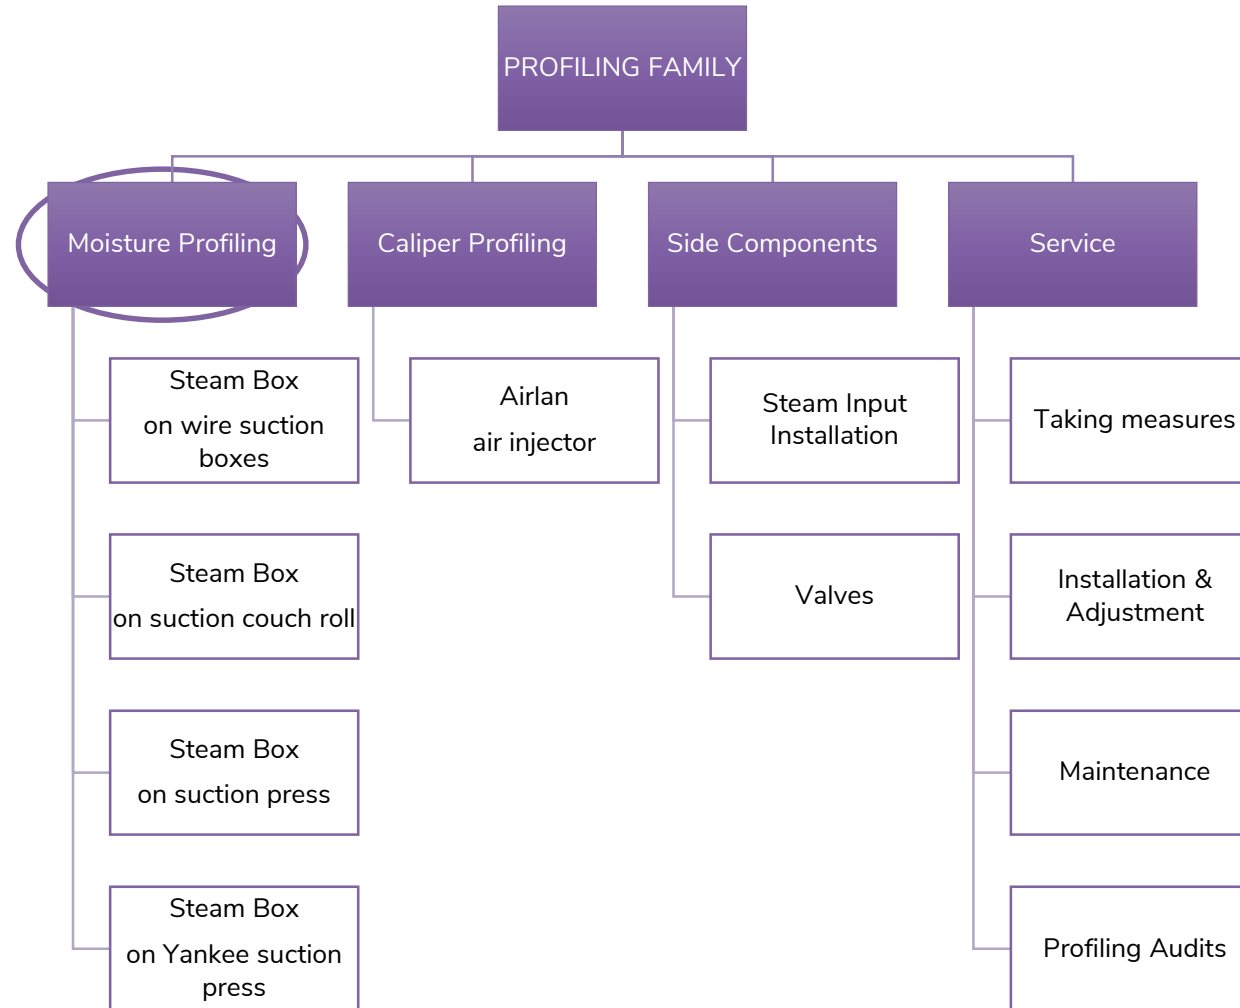 PROFILING FAMILY
Moisture Profiling
Caliper Profiling
Side Components
Service
Steam Box
on wire suction
boxes
Airlan
air injector
Steam Input
Installation
Taking measures
Steam Box
on suction couch roll
Valves
Installation &
Adjustment
Steam Box
on suction press
Maintenance
Steam Box
on Yankee suction
press
Profiling Audits